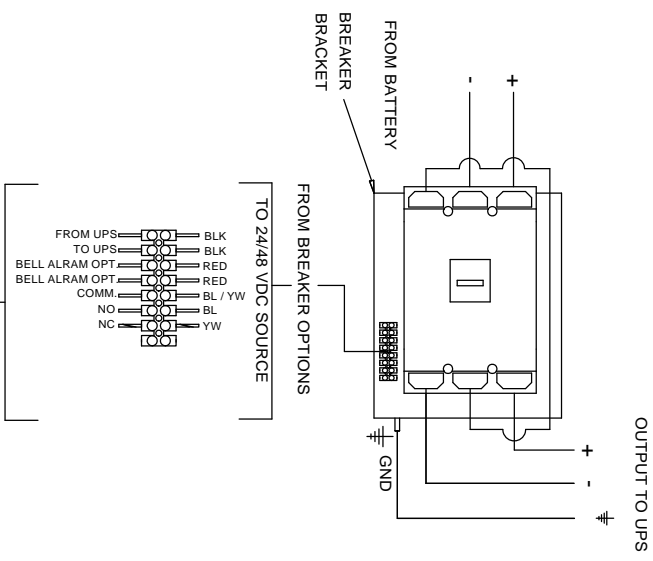 OUTPUT TO UPS
+
-
GND
+
-
FROM BATTERY
BREAKER
BRACKET
FROM BREAKER OPTIONS
TO 24/48 VDC SOURCE
FROM UPS BLK
TO UPS BLK
BELL ALRAM OPT. RED
BELL ALRAM OPT. RED
COMM. BL / YW
NO BL
NC YW